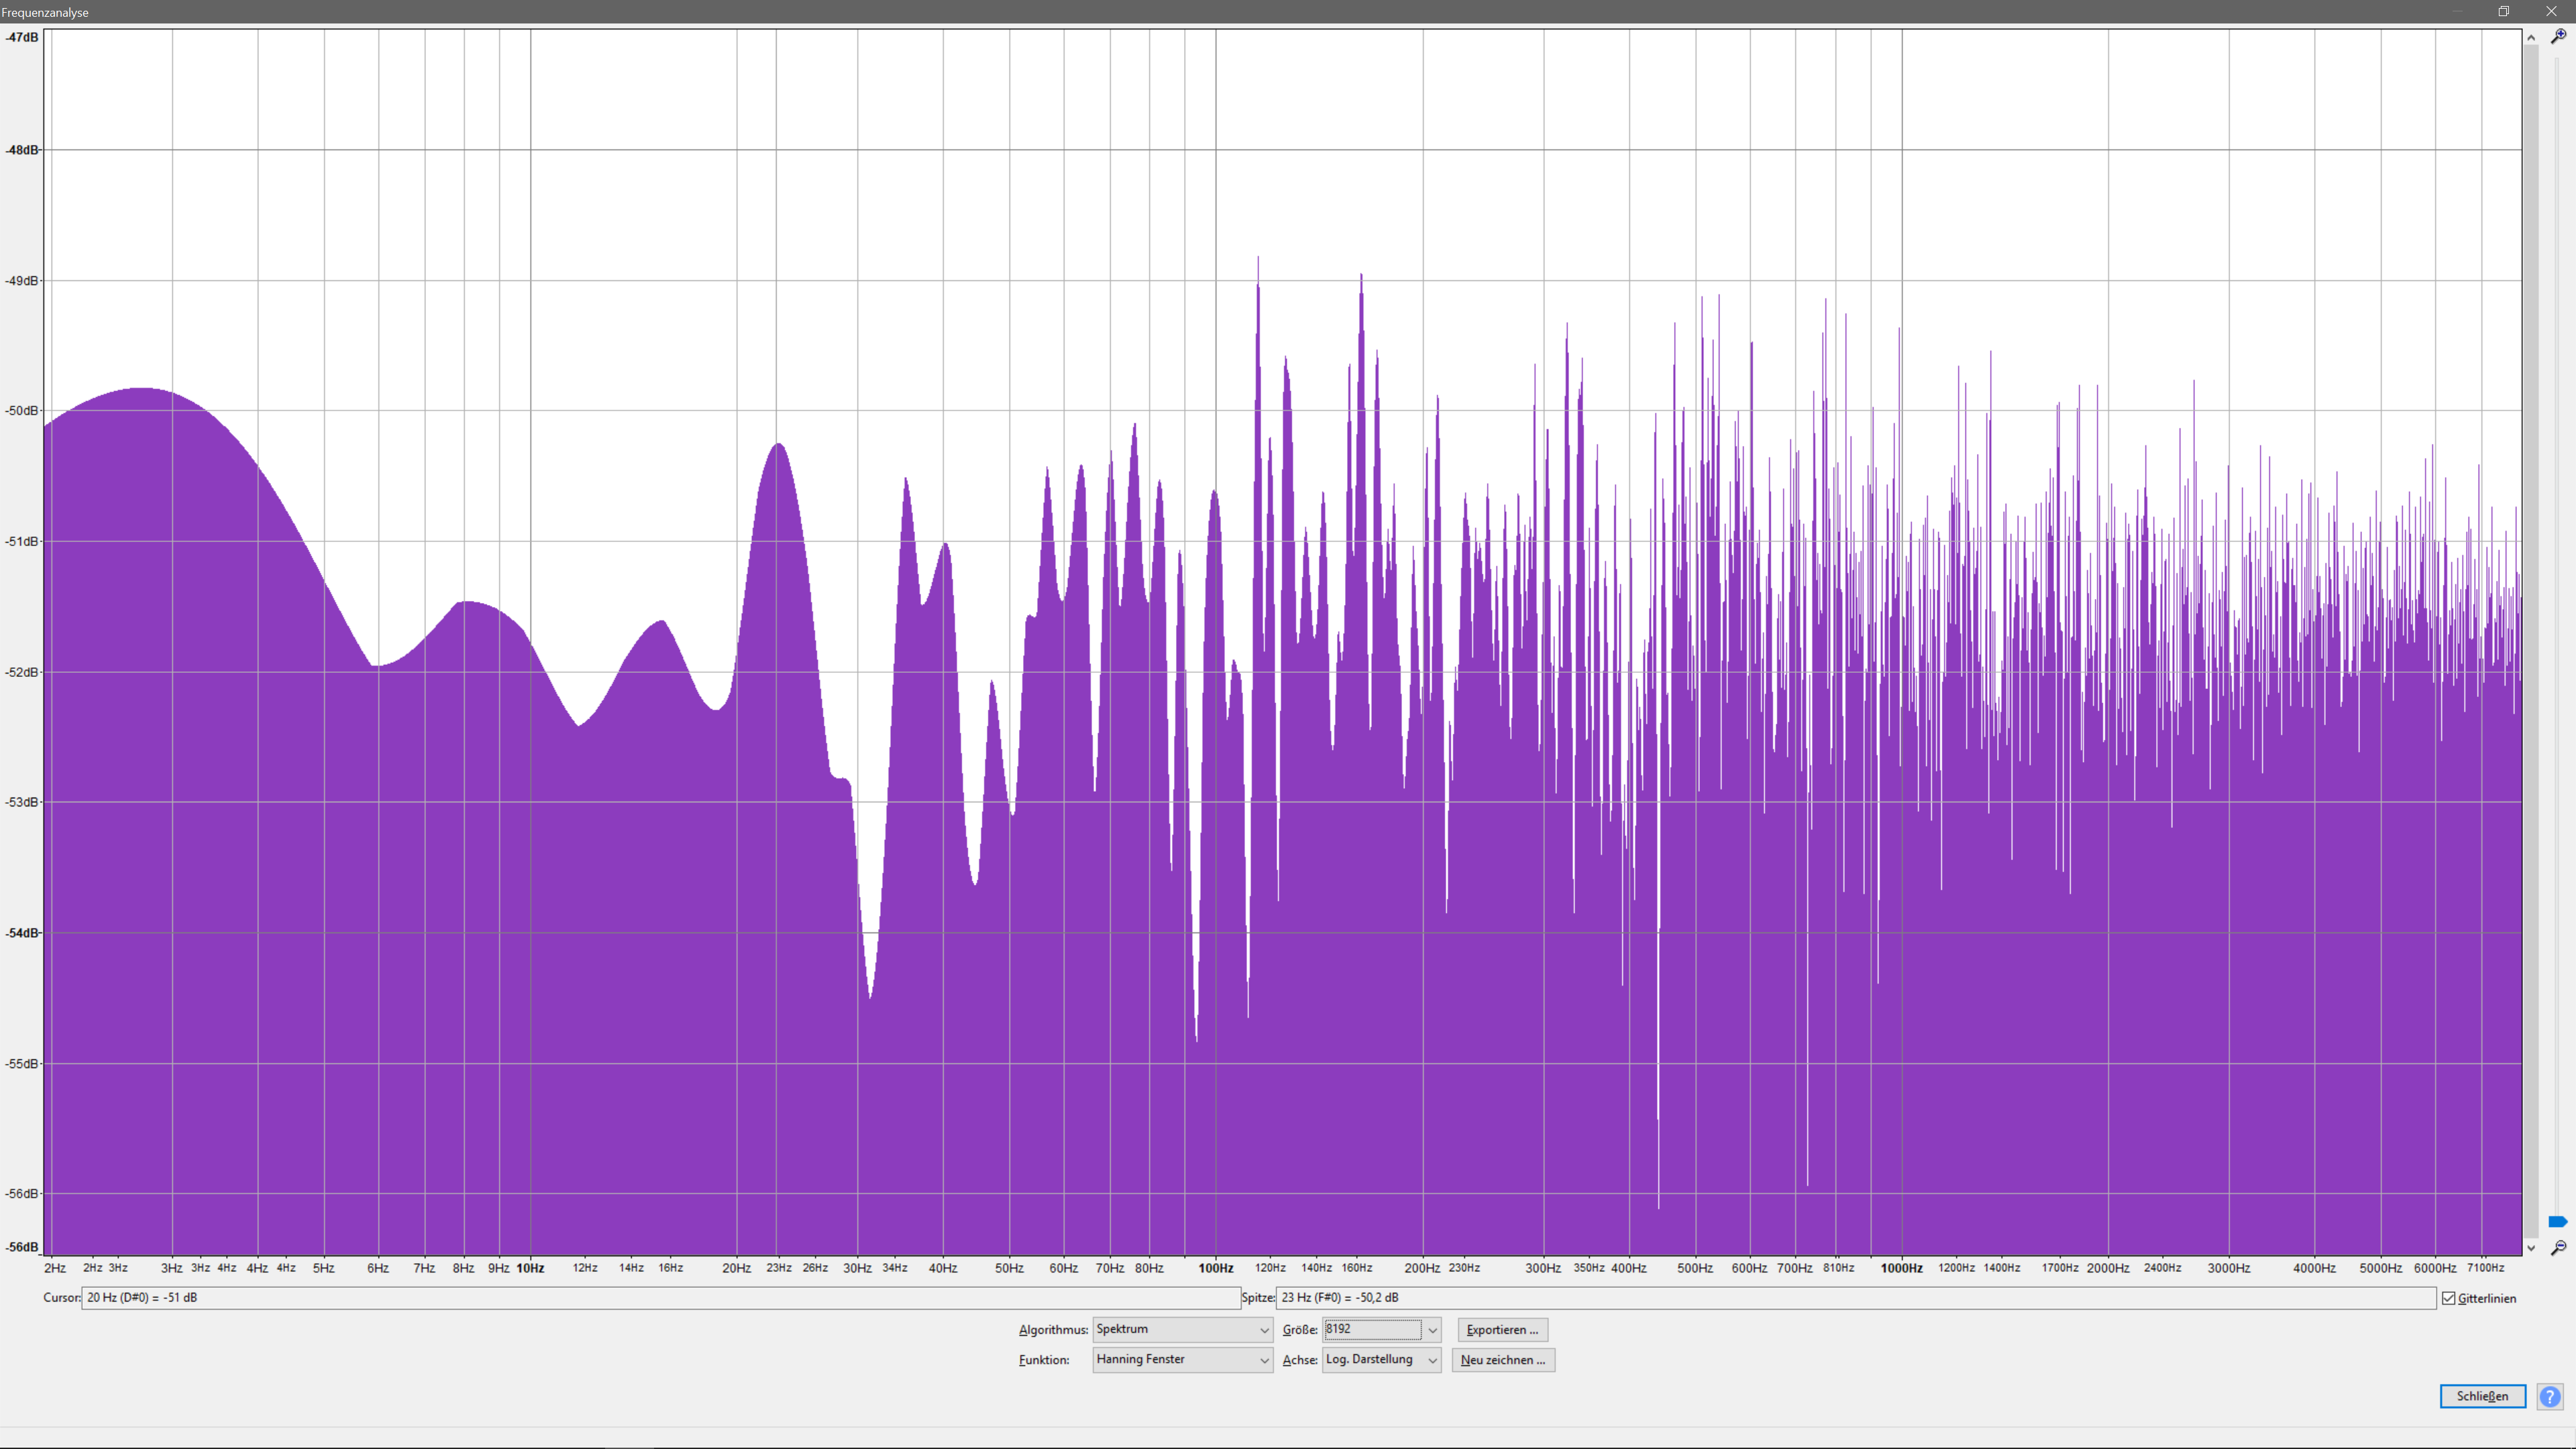 Frequenzanalyse
-47dB
-48dB
-49dB
-50dB
-51dB
-52dB
-53dB
-54dB
-55dB
-56dB
-56dB
2Hz 2Hz 3Hz 3Hz 3Hz 4Hz 4Hz 4Hz 5Hz 6Hz 7Hz 8Hz 9Hz 10Hz 12Hz 14Hz 16Hz 20Hz 23Hz 26Hz 30Hz 34Hz 40Hz 50Hz 60Hz 70Hz 80Hz 100Hz 120Hz 140Hz 160Hz 200Hz 230Hz 300Hz 350Hz 400Hz 500Hz 600Hz 700Hz 810Hz 1000Hz 1200Hz 1400Hz 1700Hz 2000Hz 2400Hz 3000Hz 4000Hz 5000Hz 6000Hz 7100Hz
Cursor: 20 Hz (D#0) = -51 dB Spitze: 23 Hz (F#0) = -50,2 dB Gitterlinien
Algorithmus: Spektrum Größe: 8192 Exportieren ...
Funktion: Hanning Fenster Achse: Log. Darstellung Neu zeichnen ...
Schließen ?